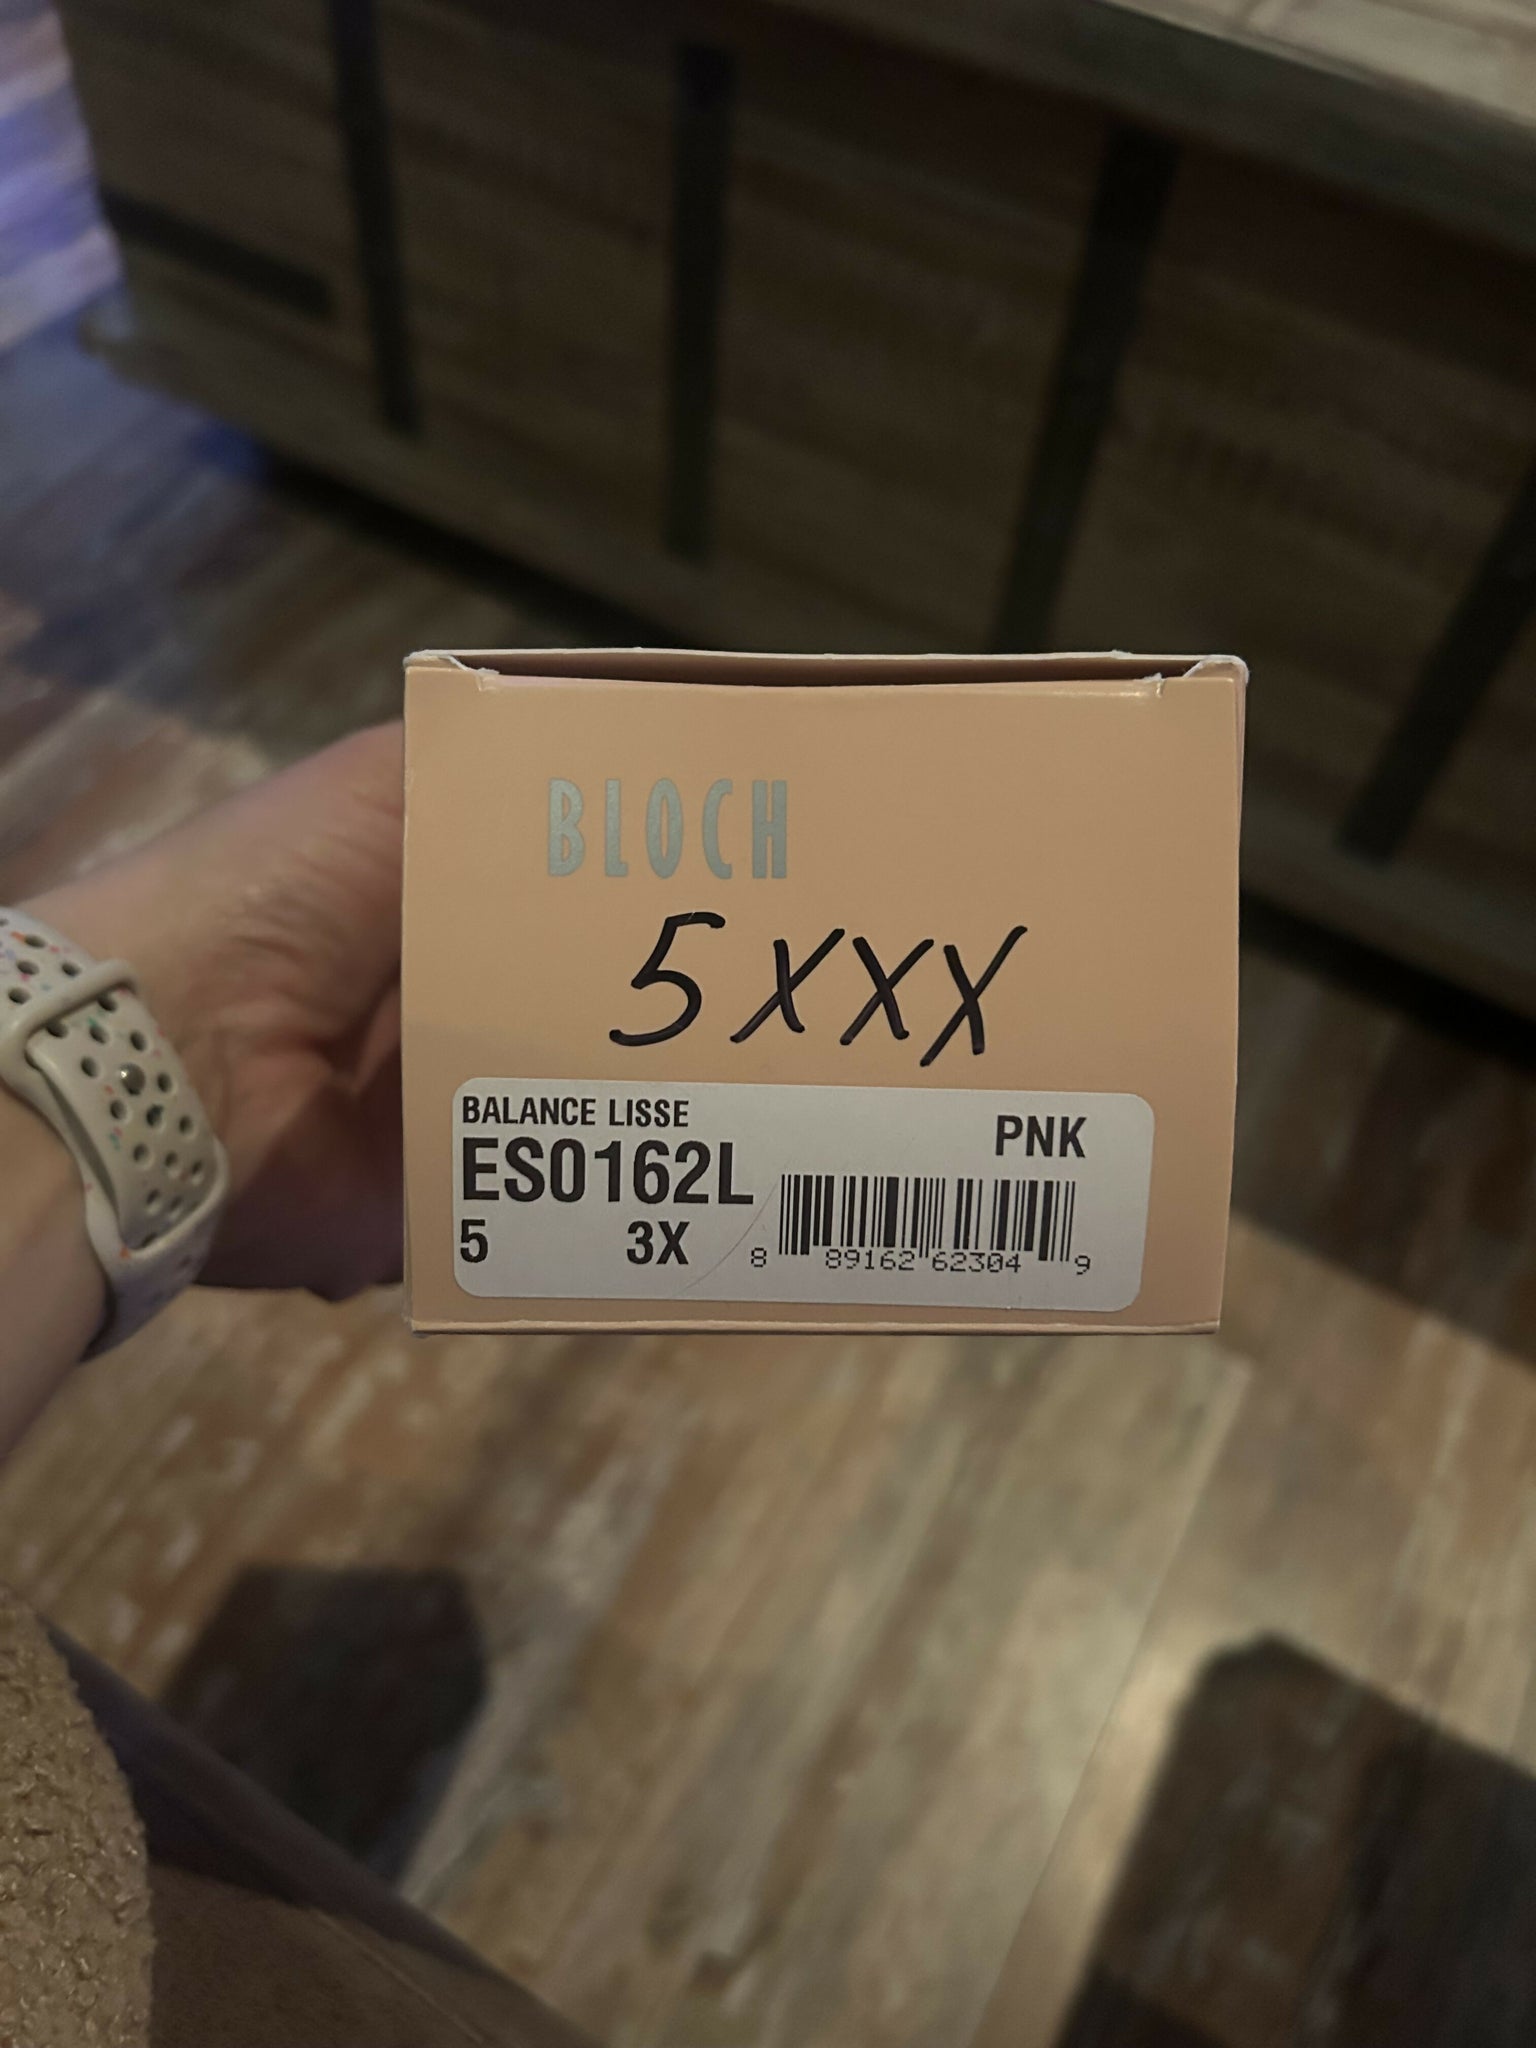 BLOCH
5xxx
BALANCE LISSE
PNK
ES0162L
5 3X
8 89162 62304 9